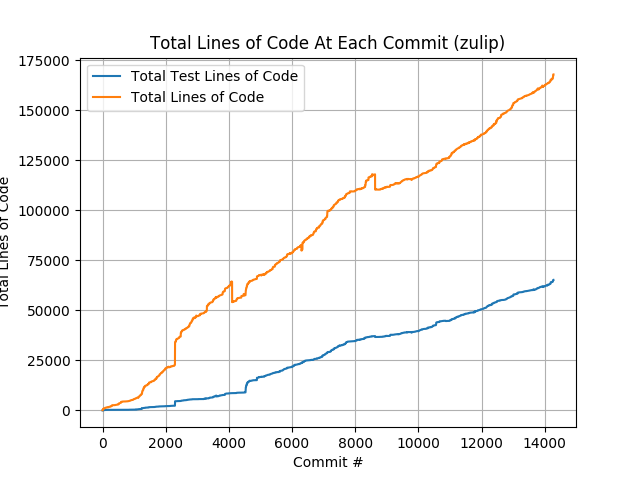 Total Lines of Code At Each Commit (zulip)
Total Test Lines of Code
Total Lines of Code
175000
150000
125000
100000
75000
50000
25000
0
Total Lines of Code
0 2000 4000 6000 8000 10000 12000 14000
Commit #